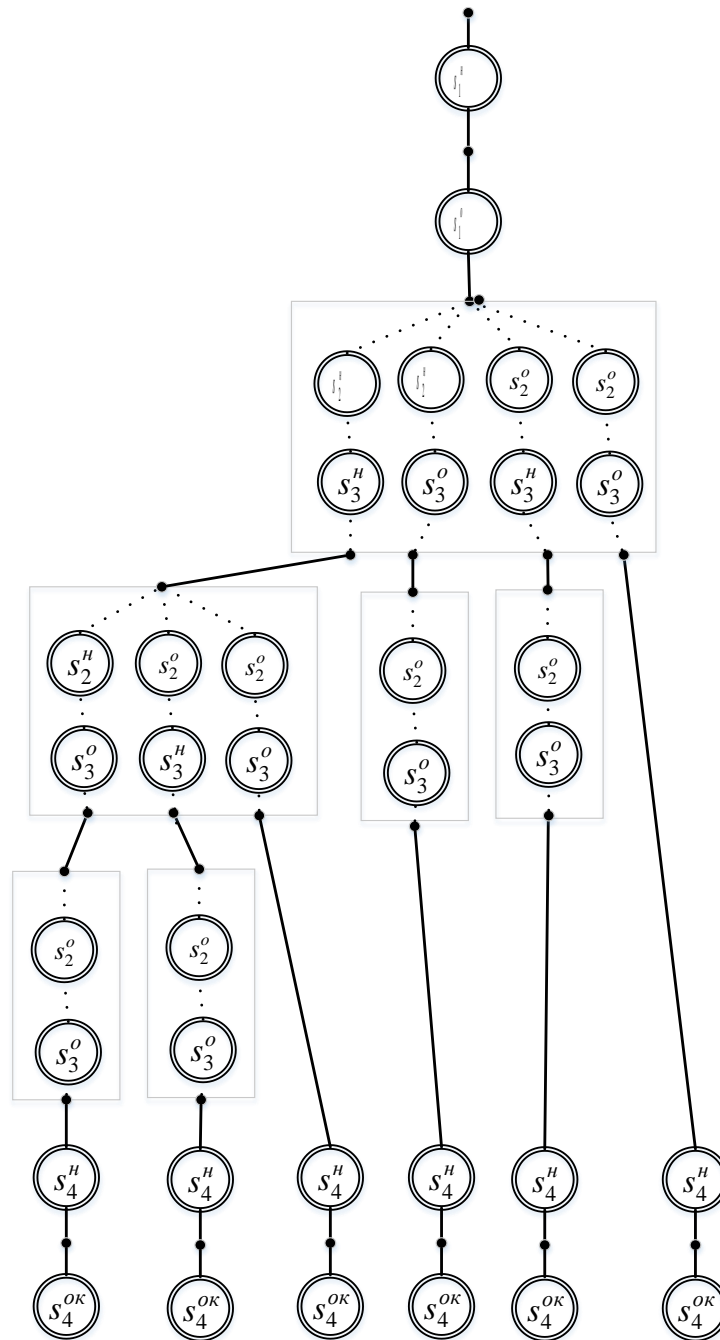 s₂ᴼ s₂ᴼ
s₃ᴴ s₃ᴼ s₃ᴴ s₃ᴼ
s₂ᴴ s₂ᴼ s₂ᴼ s₂ᴼ s₂ᴼ
s₃ᴼ s₃ᴴ s₃ᴼ s₃ᴼ s₃ᴼ
s₂ᴼ s₂ᴼ
s₃ᴼ s₃ᴼ
s₄ᴴ s₄ᴴ s₄ᴴ s₄ᴴ s₄ᴴ s₄ᴴ
s₄ᴼᴷ s₄ᴼᴷ s₄ᴼᴷ s₄ᴼᴷ s₄ᴼᴷ s₄ᴼᴷ